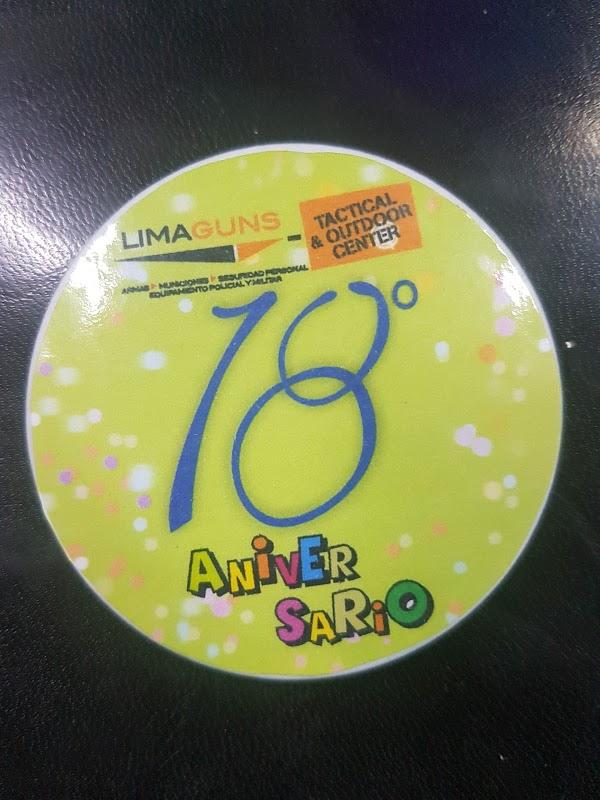 LIMAGUNS - TACTICAL
& OUTDOOR
CENTER
ARMAS MUNICIONES SEGURIDAD PERSONAL
EQUIPAMIENTO POLICIAL Y MILITAR
18°
ANiVER
SARiO